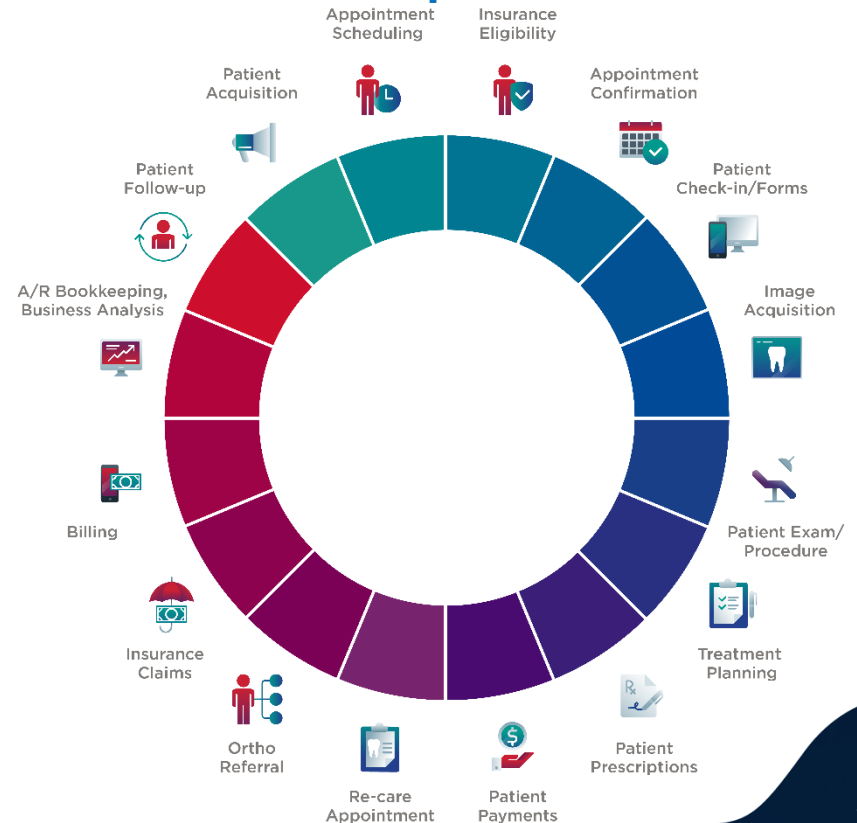 Appointment
Scheduling
Insurance
Eligibility
Appointment
Confirmation
Patient
Check-in/Forms
Image
Acquisition
Patient Exam/
Procedure
Treatment
Planning
Patient
Prescriptions
Patient
Payments
Re-care
Appointment
Ortho
Referral
Insurance
Claims
Billing
A/R Bookkeeping,
Business Analysis
Patient
Follow-up
Patient
Acquisition
Rx
$